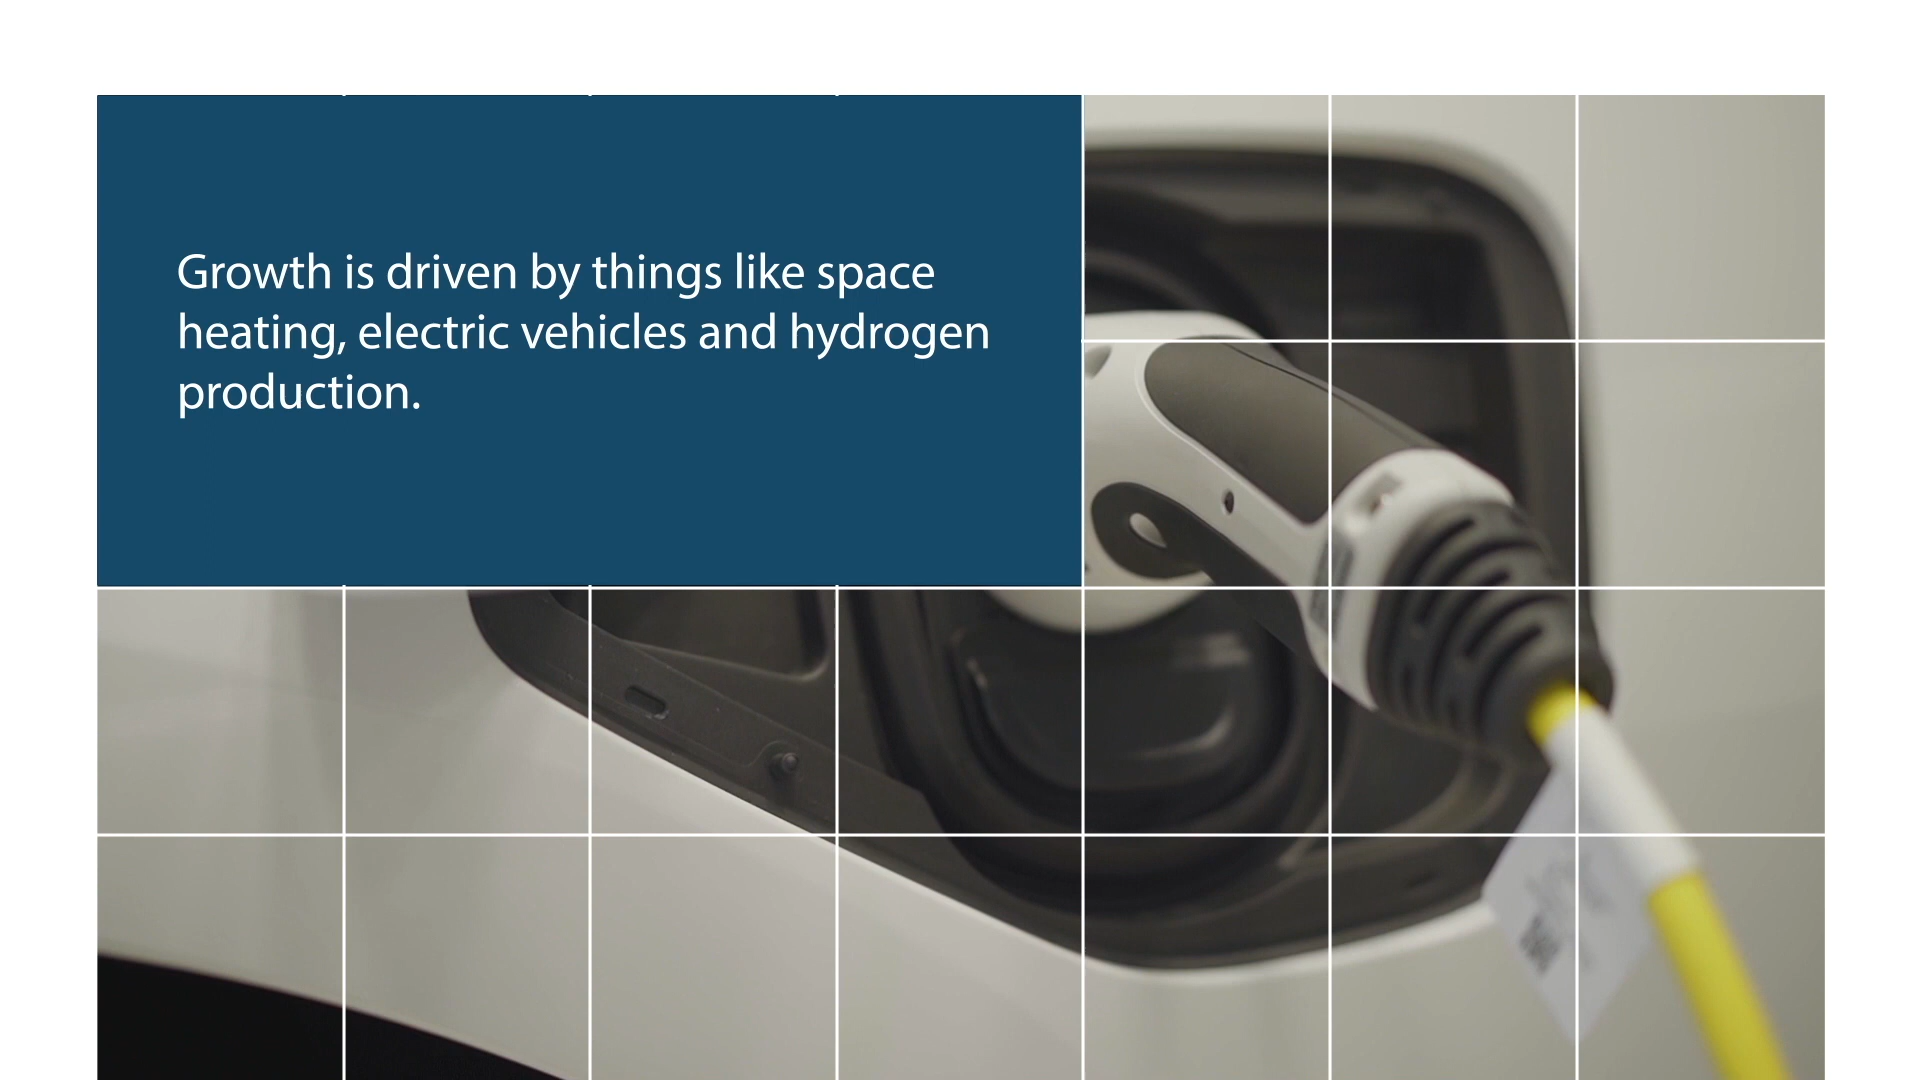 Growth is driven by things like space
heating, electric vehicles and hydrogen
production.